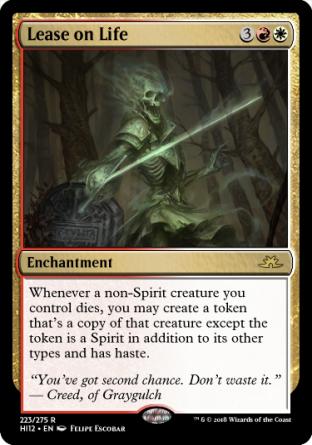 Lease on Life 3
Enchantment
Whenever a non-Spirit creature you
control dies, you may create a token
that's a copy of that creature except the
token is a Spirit in addition to its other
types and has haste.
"You've got second chance. Don't waste it."
— Creed, of Graygulch
223/275 R
HI12 • EN FELIPE ESCOBAR
™ & © 2018 Wizards of the Coast